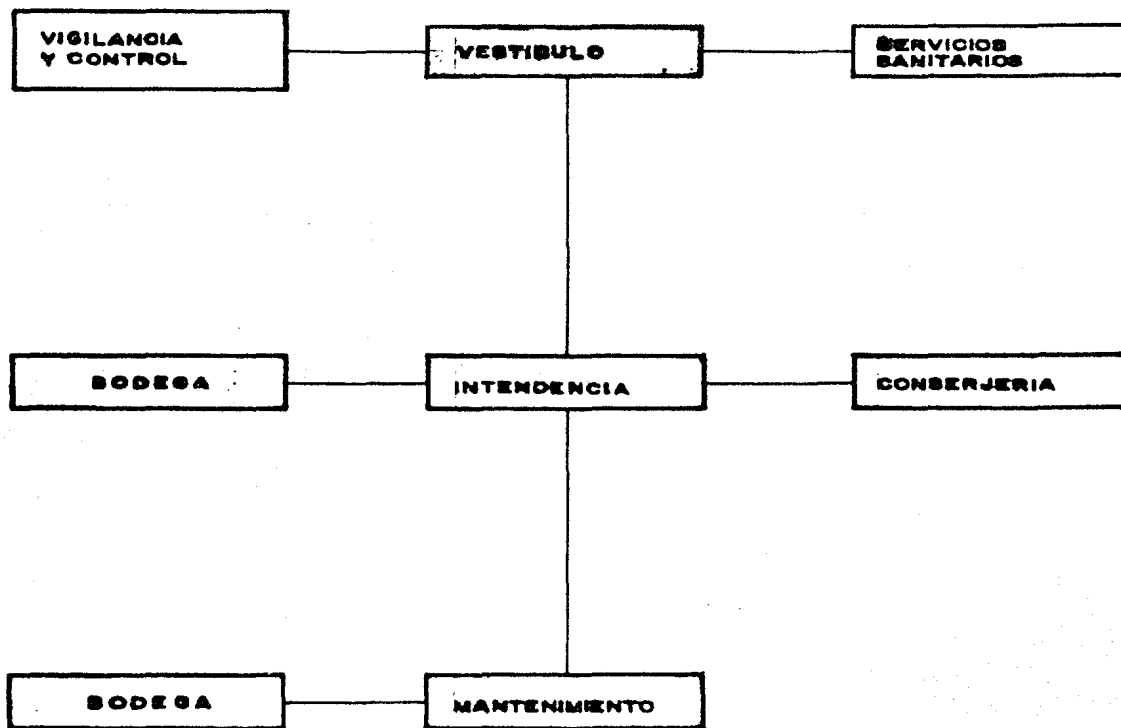 VIGILANCIA
Y CONTROL
VESTIBULO
SERVICIOS
SANITARIOS
BODEGA
INTENDENCIA
CONSERJERIA
BODEGA
MANTENIMIENTO